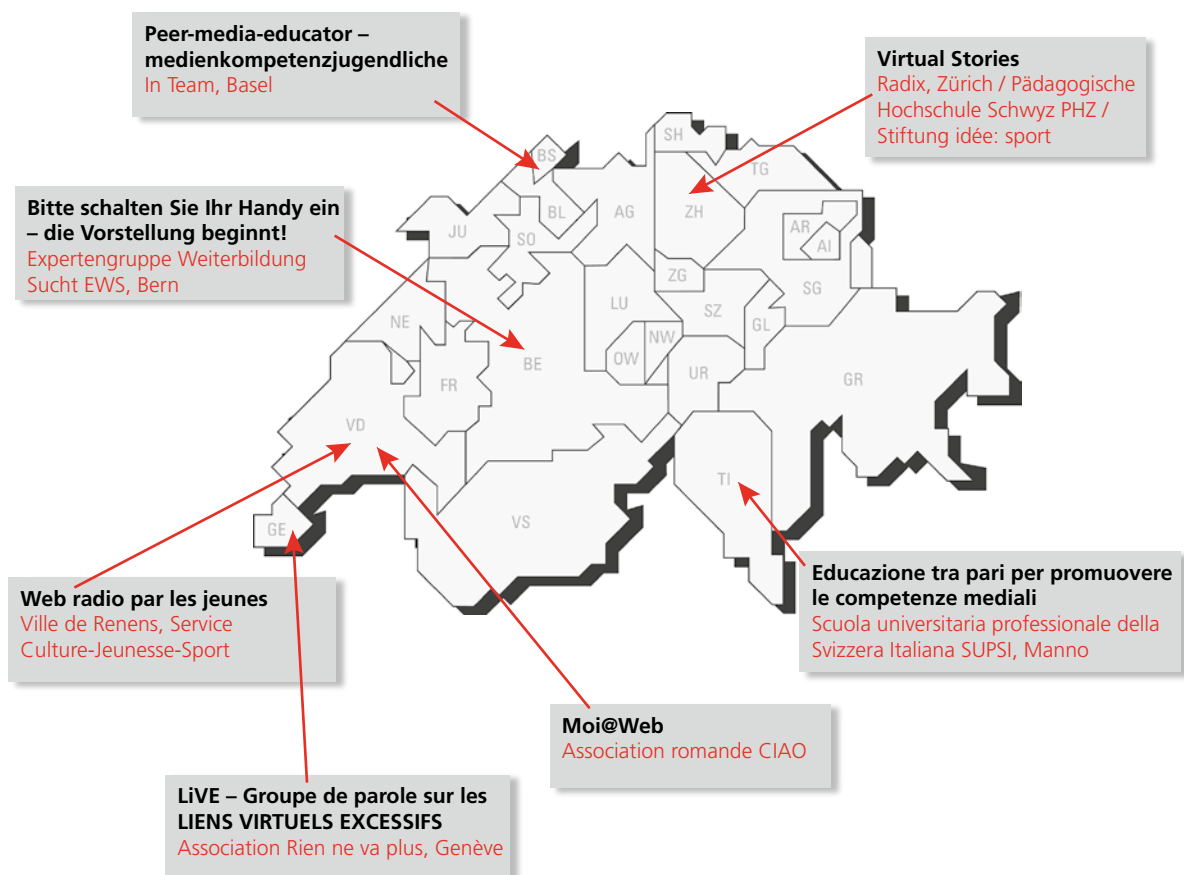 Peer-media-educator –
medienkompetenzjugendliche
In Team, Basel
Virtual Stories
Radix, Zürich / Pädagogische
Hochschule Schwyz PHZ /
Stiftung idée: sport
Bitte schalten Sie Ihr Handy ein
– die Vorstellung beginnt!
Expertengruppe Weiterbildung
Sucht EWS, Bern
SH
BS
TG
BL
AG
ZH
JU
SO
AR
AI
ZG
SG
LU
SZ
NE
GL
NW
OW
BE
UR
FR
GR
VD
TI
VS
GE
Web radio par les jeunes
Ville de Renens, Service
Culture-Jeunesse-Sport
Educazione tra pari per promuovere
le competenze mediali
Scuola universitaria professionale della
Svizzera Italiana SUPSI, Manno
Moi@Web
Association romande CIAO
LiVE – Groupe de parole sur les
LIENS VIRTUELS EXCESSIFS
Association Rien ne va plus, Genève